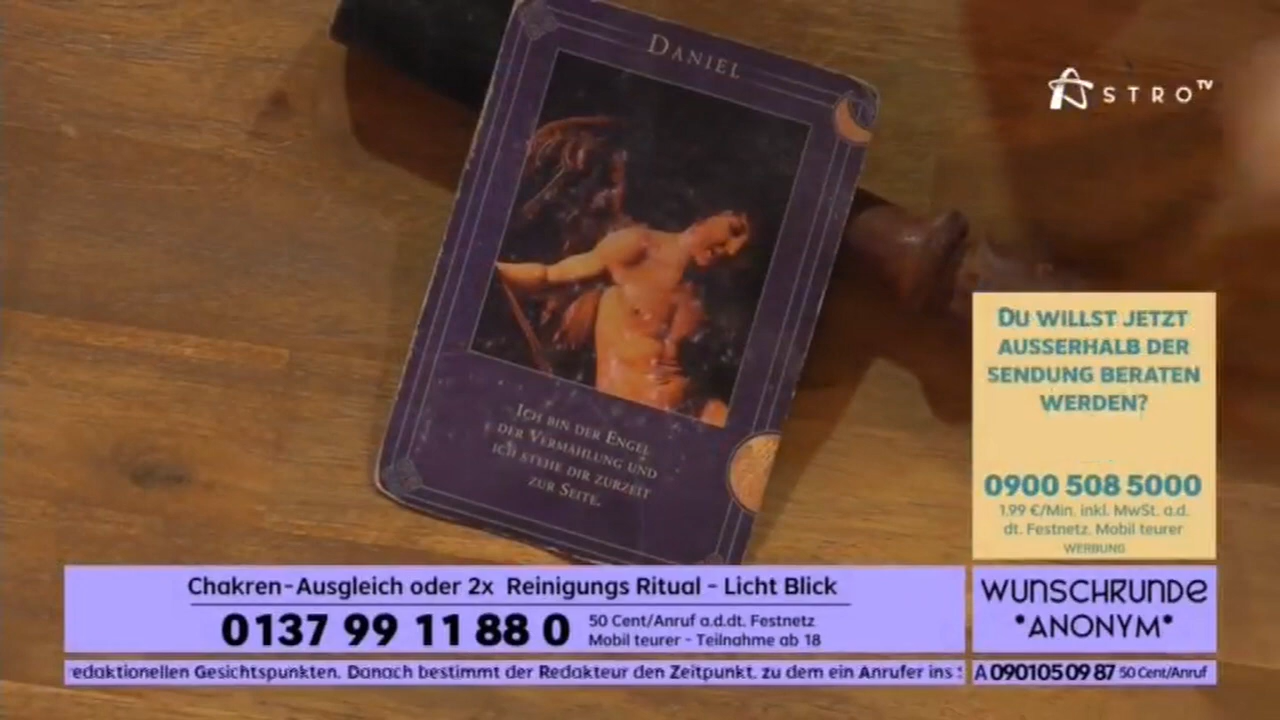 DANIEL
ASTRO TV
ICH BIN DER ENGEL
DER VERMÄHLUNG UND
ICH STEHE DIR ZURZEIT
ZUR SEITE.
DU WILLST JETZT
AUSSERHALB DER
SENDUNG BERATEN
WERDEN?
0900 508 5000
1,99 €/Min. inkl. MwSt. a.d.
dt. Festnetz. Mobil teurer
WERBUNG
Chakren-Ausgleich oder 2x Reinigungs Ritual - Licht Blick
0137 99 11 88 0
50 Cent/Anruf a.d.dt. Festnetz
Mobil teurer - Teilnahme ab 18
WUNSCHRUNDE
*ANONYM*
edaktionellen Gesichtspunkten. Danach bestimmt der Redakteur den Zeitpunkt, zu dem ein Anrufer ins
A 090105 09 87 50 Cent/Anruf